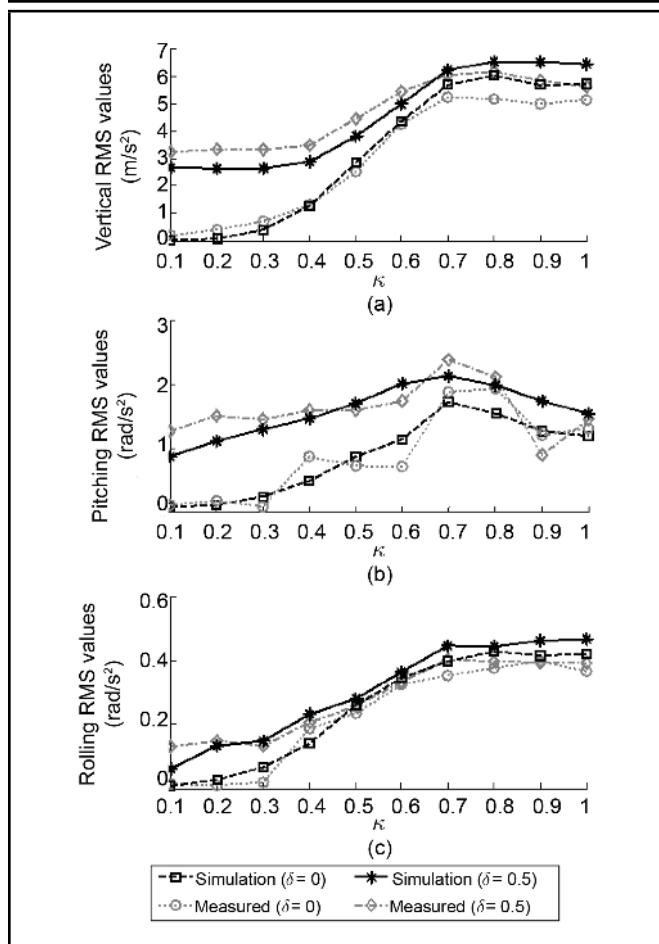 7
6
5
4
3
2
1
0
Vertical RMS values
(m/s²)
0.1 0.2 0.3 0.4 0.5 0.6 0.7 0.8 0.9 1
κ
(a)
3
2
1
0
Pitching RMS values
(rad/s²)
0.1 0.2 0.3 0.4 0.5 0.6 0.7 0.8 0.9 1
κ
(b)
0.6
0.4
0.2
0
Rolling RMS values
(rad/s²)
0.1 0.2 0.3 0.4 0.5 0.6 0.7 0.8 0.9 1
κ
(c)
Simulation (δ = 0) Simulation (δ = 0.5)
Measured (δ = 0) Measured (δ = 0.5)